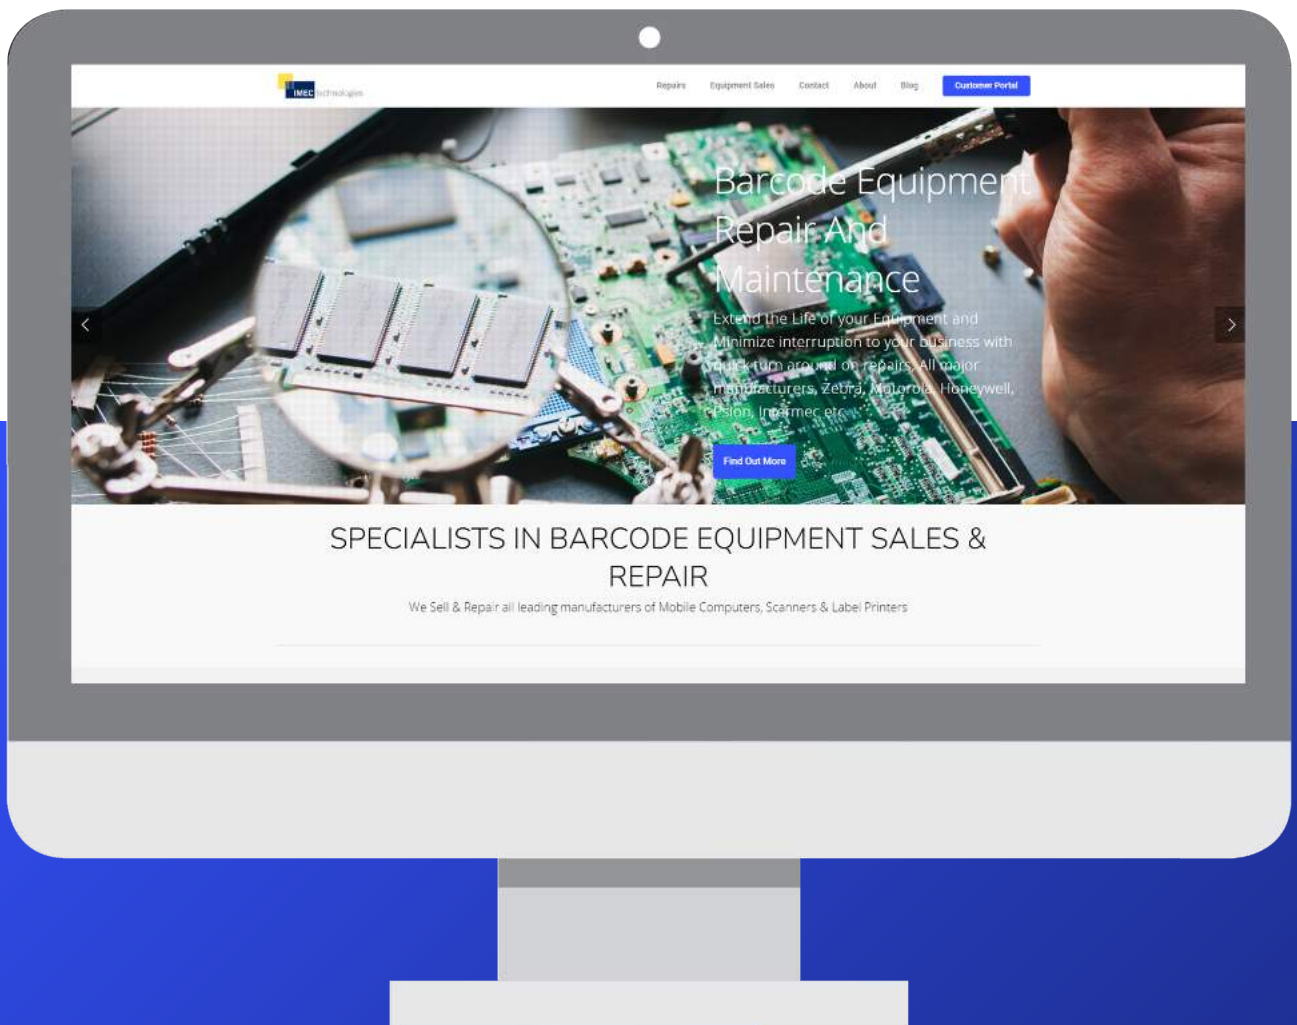 IMEC technologies
Repairs Equipment Sales Contact About Blog Customer Portal
Barcode Equipment
Repair And
Maintenance
Extend the Life of your Equipment and
Minimize interruption to your business with
quick turn around on repairs, All major
manufacturers, Zebra, Motorola, Honeywell,
Psion, Intermec etc
Find Out More
SPECIALISTS IN BARCODE EQUIPMENT SALES &
REPAIR
We Sell & Repair all leading manufacturers of Mobile Computers, Scanners & Label Printers